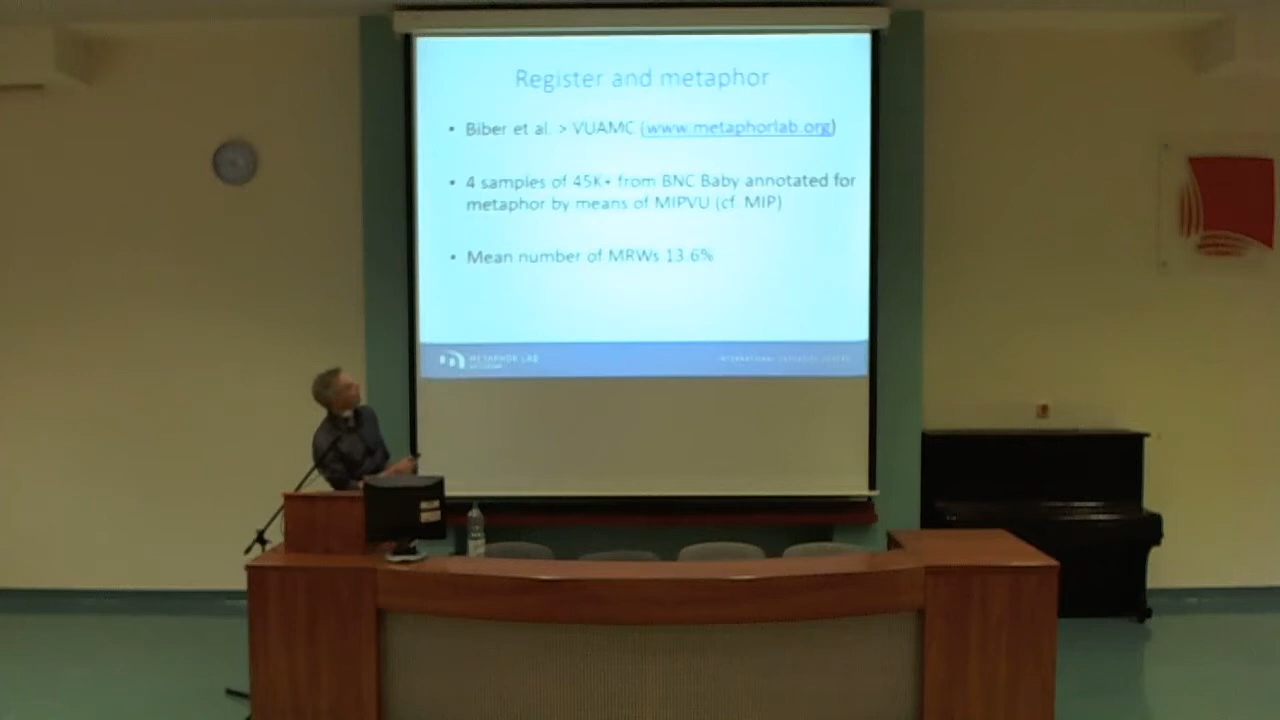 Register and metaphor
• Biber et al. > VUAMC (www.metaphorlab.org)
• 4 samples of 45K+ from BNC Baby annotated for
metaphor by means of MIPVU (cf. MIP)
• Mean number of MRWs 13.6%
METAPHOR LAB